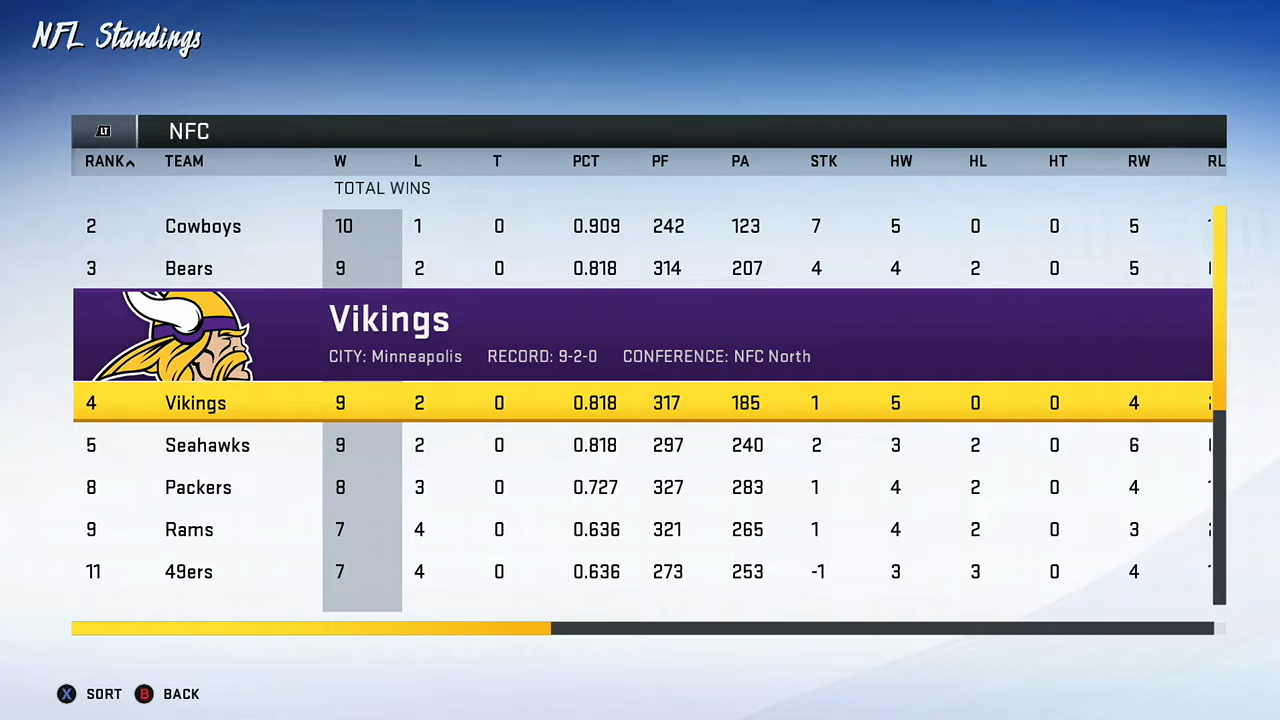 NFL Standings
LT NFC
RANK TEAM W L T PCT PF PA STK HW HL HT RW RL
TOTAL WINS
2 Cowboys 10 1 0 0.909 242 123 7 5 0 0 5
3 Bears 9 2 0 0.818 314 207 4 4 2 0 5
Vikings
CITY: Minneapolis RECORD: 9-2-0 CONFERENCE: NFC North
4 Vikings 9 2 0 0.818 317 185 1 5 0 0 4
5 Seahawks 9 2 0 0.818 297 240 2 3 2 0 6
8 Packers 8 3 0 0.727 327 283 1 4 2 0 4
9 Rams 7 4 0 0.636 321 265 1 4 2 0 3
11 49ers 7 4 0 0.636 273 253 -1 3 3 0 4
X SORT B BACK